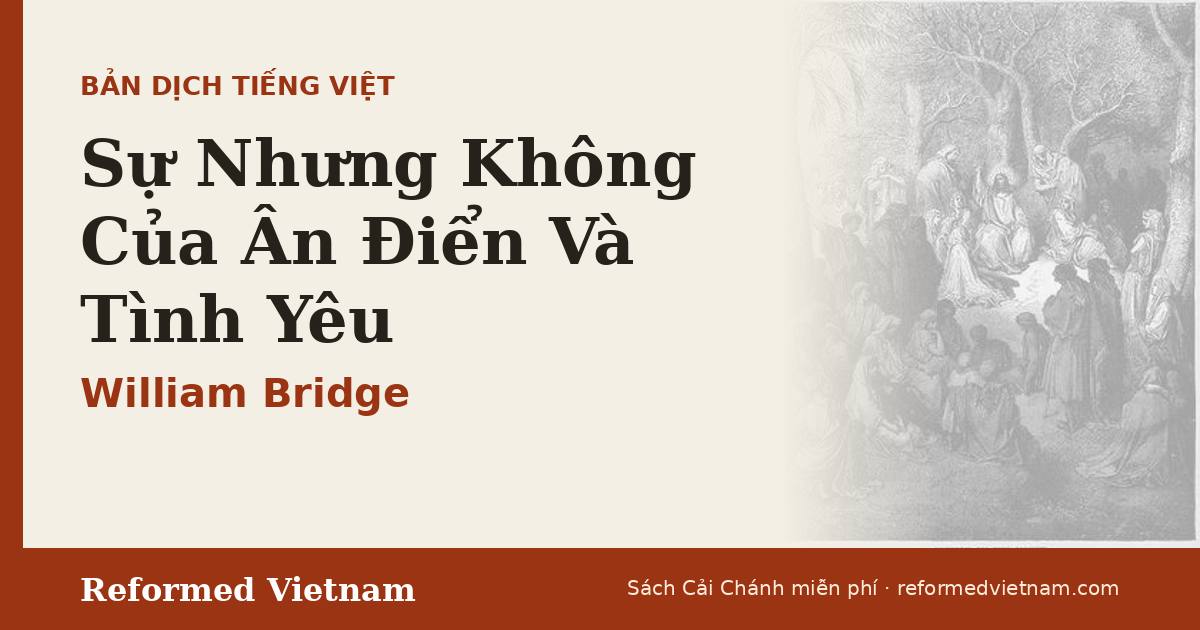 BẢN DỊCH TIẾNG VIỆT
Sự Nhưng Không
Của Ân Điển Và
Tình Yêu
William Bridge
Reformed Vietnam
Sách Cải Chánh miễn phí · reformedvietnam.com